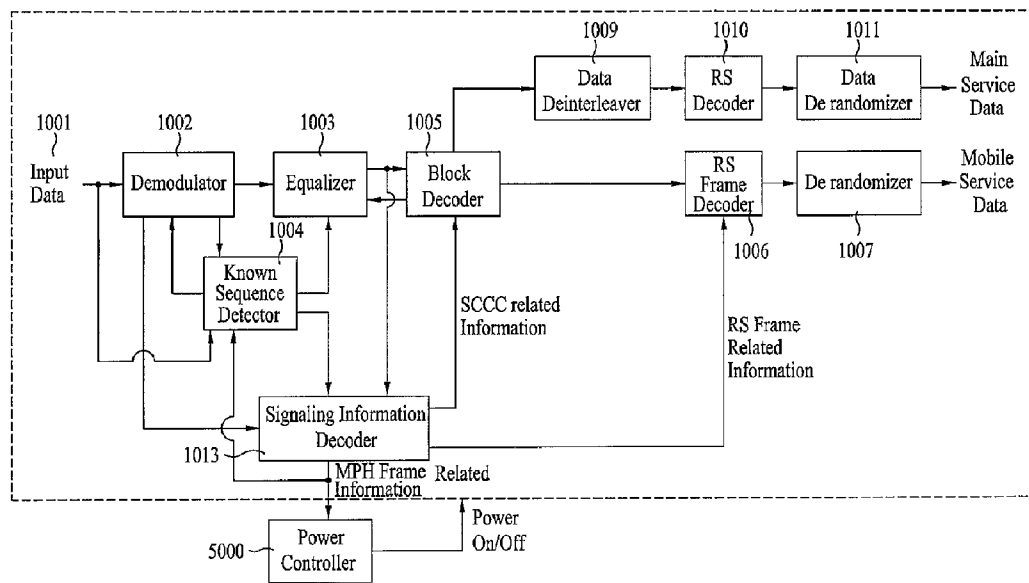 1009
1010
1011
Data
Deinterleaver
RS
Decoder
Data
De randomizer
Main
Service
Data
1001
1002
1003
1005
Input
Data
Demodulator
Equalizer
Block
Decoder
RS
Frame
Decoder
De randomizer
Mobile
Service
Data
1004
1006
1007
Known
Sequence
Detector
SCCC related
Information
RS Frame
Related
Information
Signaling Information
Decoder
1013
MPH Frame Related
Information
5000
Power
Controller
Power
On/Off